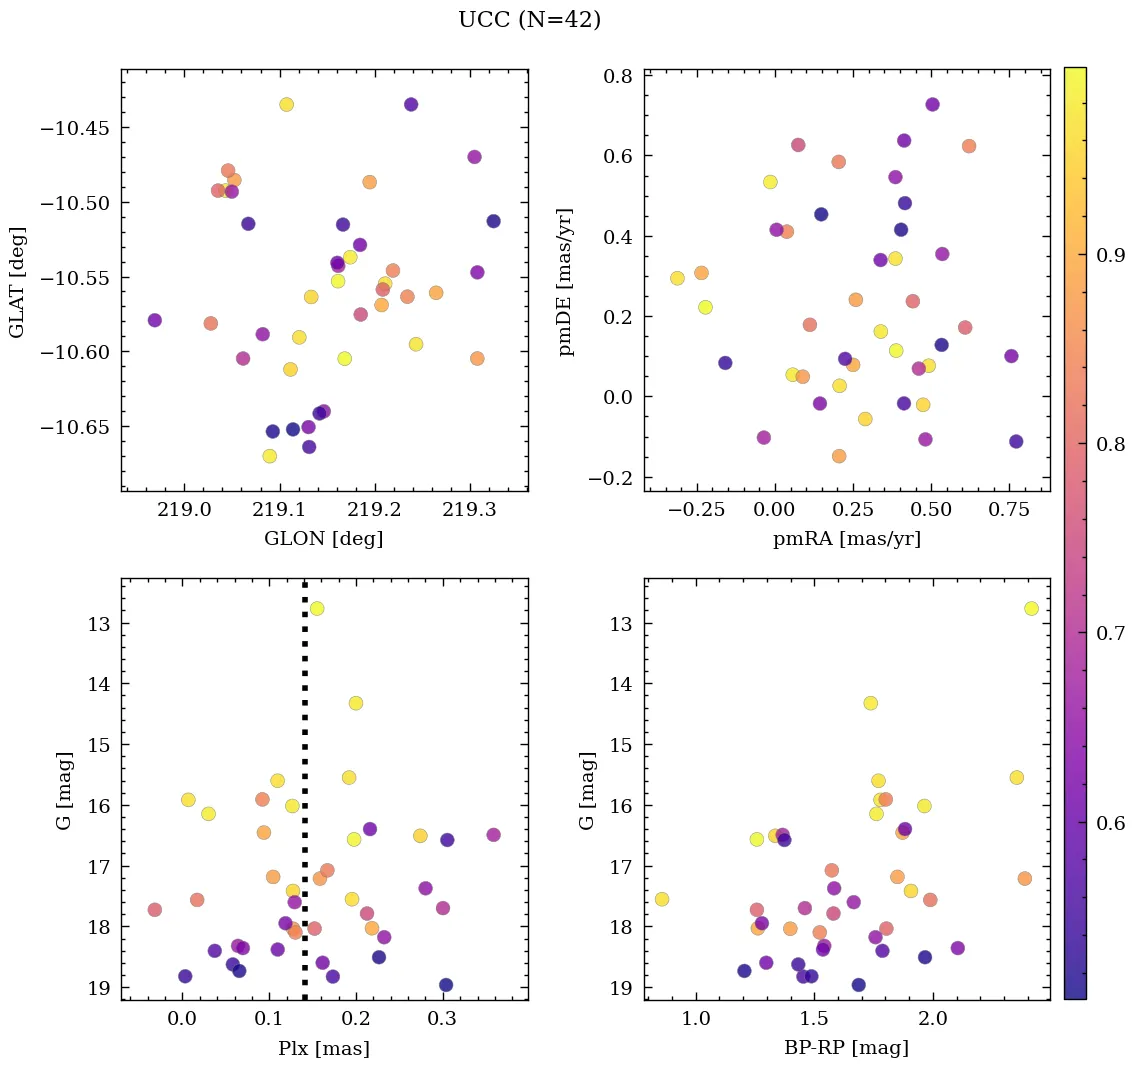 UCC (N=42)
−10.45
−10.50
−10.55
−10.60
−10.65
GLAT [deg]
219.0 219.1 219.2 219.3
GLON [deg]
0.8
0.6
0.4
0.2
0.0
−0.2
pmDE [mas/yr]
−0.25 0.00 0.25 0.50 0.75
pmRA [mas/yr]
0.9
0.8
0.7
0.6
13
14
15
16
17
18
19
G [mag]
0.0 0.1 0.2 0.3
Plx [mas]
13
14
15
16
17
18
19
G [mag]
1.0 1.5 2.0
BP-RP [mag]